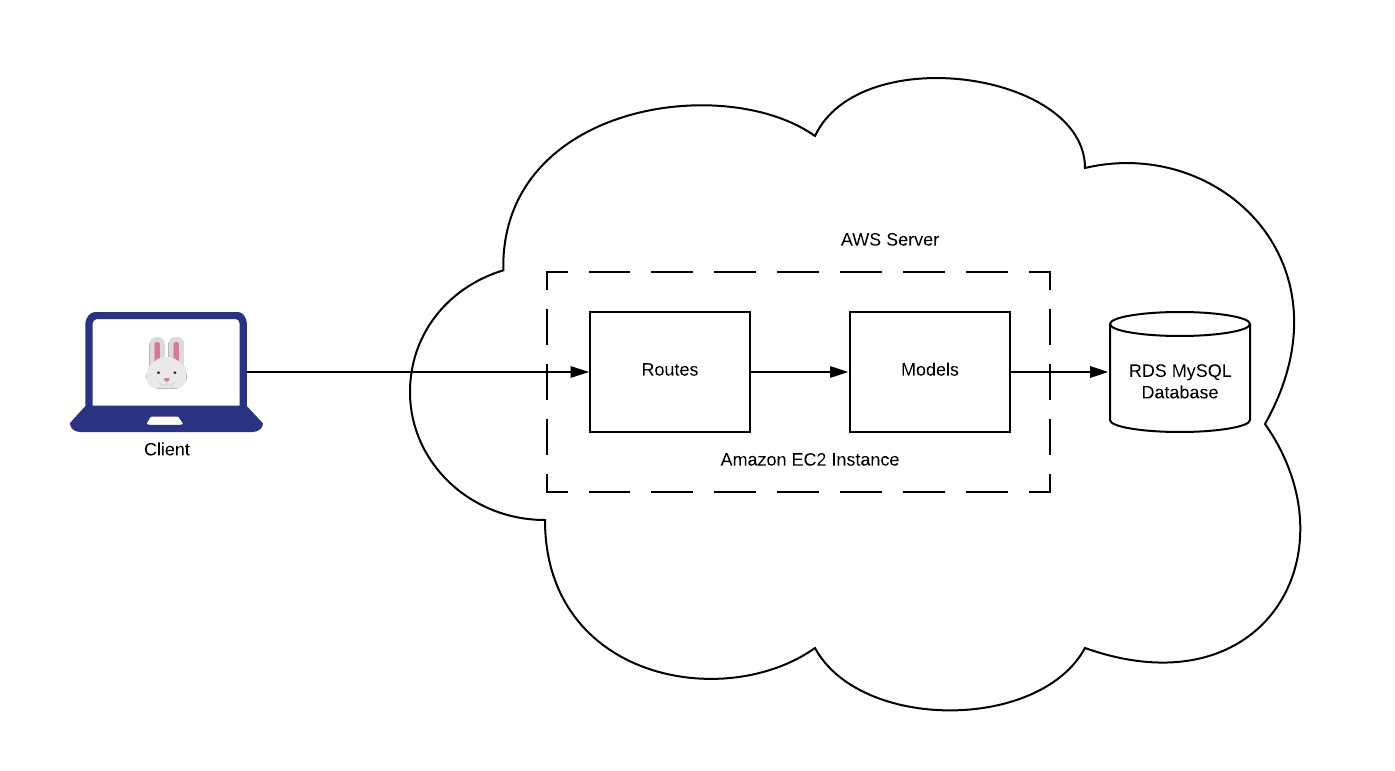 AWS Server
Routes
Models
RDS MySQL
Database
Client
Amazon EC2 Instance